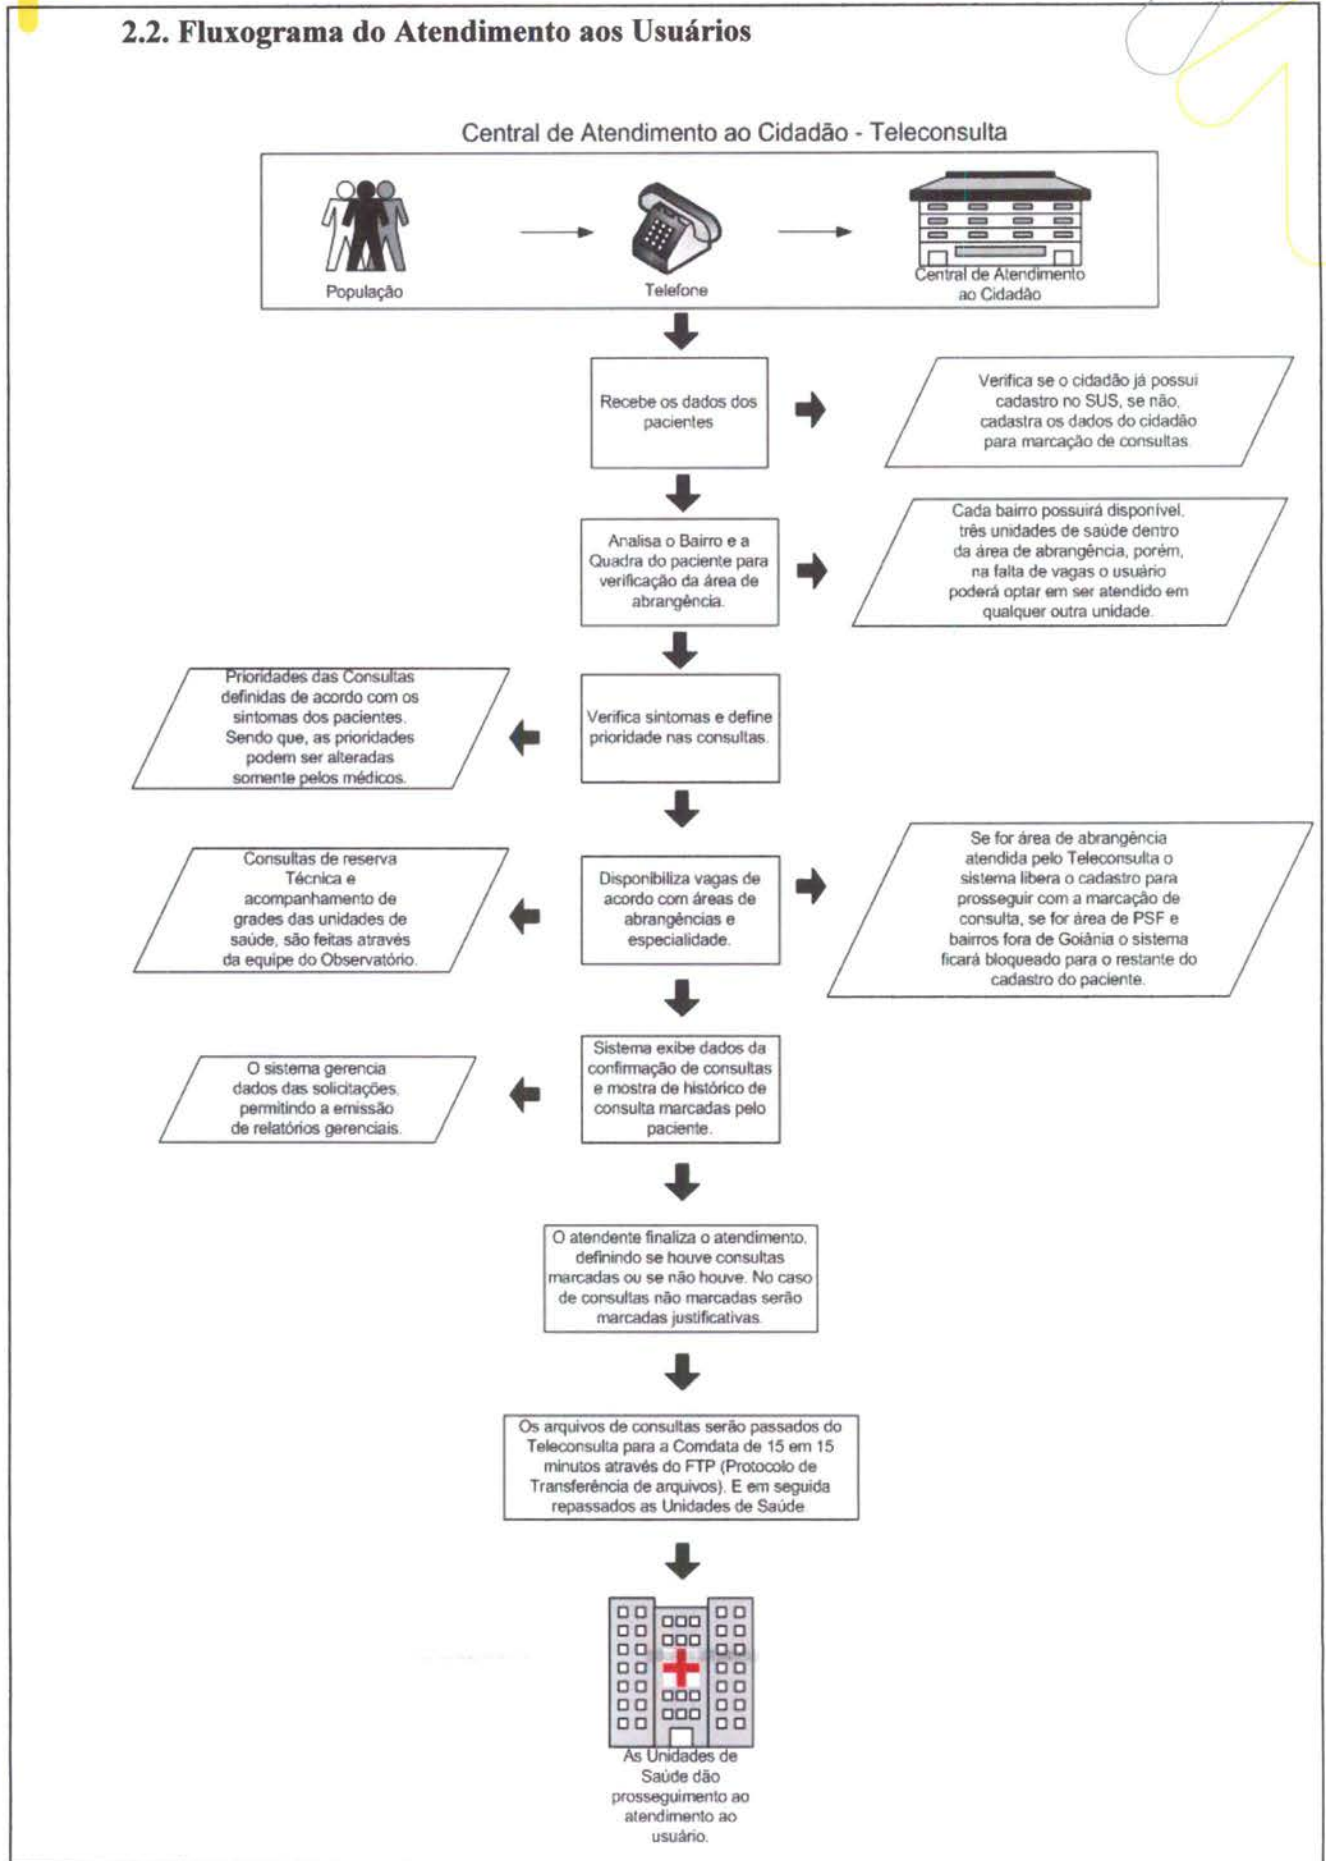 2.2. Fluxograma do Atendimento aos Usuários
Central de Atendimento ao Cidadão - Teleconsulta
População
Telefone
Central de Atendimento
ao Cidadão
Recebe os dados dos
pacientes
Verifica se o cidadão já possui
cadastro no SUS, se não,
cadastra os dados do cidadão
para marcação de consultas.
Analisa o Bairro e a
Quadra do paciente para
verificação da área de
abrangência.
Cada bairro possuirá disponível,
três unidades de saúde dentro
da área de abrangência, porém,
na falta de vagas o usuário
poderá optar em ser atendido em
qualquer outra unidade.
Prioridades das Consultas
definidas de acordo com os
sintomas dos pacientes.
Sendo que, as prioridades
podem ser alteradas
somente pelos médicos.
Verifica sintomas e define
prioridade nas consultas.
Consultas de reserva
Técnica e
acompanhamento de
grades das unidades de
saúde, são feitas através
da equipe do Observatório.
Disponibiliza vagas de
acordo com áreas de
abrangências e
especialidade.
Se for área de abrangência
atendida pelo Teleconsulta o
sistema libera o cadastro para
prosseguir com a marcação de
consulta, se for área de PSF e
bairros fora de Goiânia o sistema
ficará bloqueado para o restante do
cadastro do paciente.
O sistema gerencia
dados das solicitações,
permitindo a emissão
de relatórios gerenciais.
Sistema exibe dados da
confirmação de consultas
e mostra de histórico de
consulta marcadas pelo
paciente.
O atendente finaliza o atendimento,
definindo se houve consultas
marcadas ou se não houve. No caso
de consultas não marcadas serão
marcadas justificativas.
Os arquivos de consultas serão passados do
Teleconsulta para a Comdata de 15 em 15
minutos através do FTP (Protocolo de
Transferência de arquivos). E em seguida
repassados as Unidades de Saúde
As Unidades de
Saúde dão
prosseguimento ao
atendimento ao
usuário.